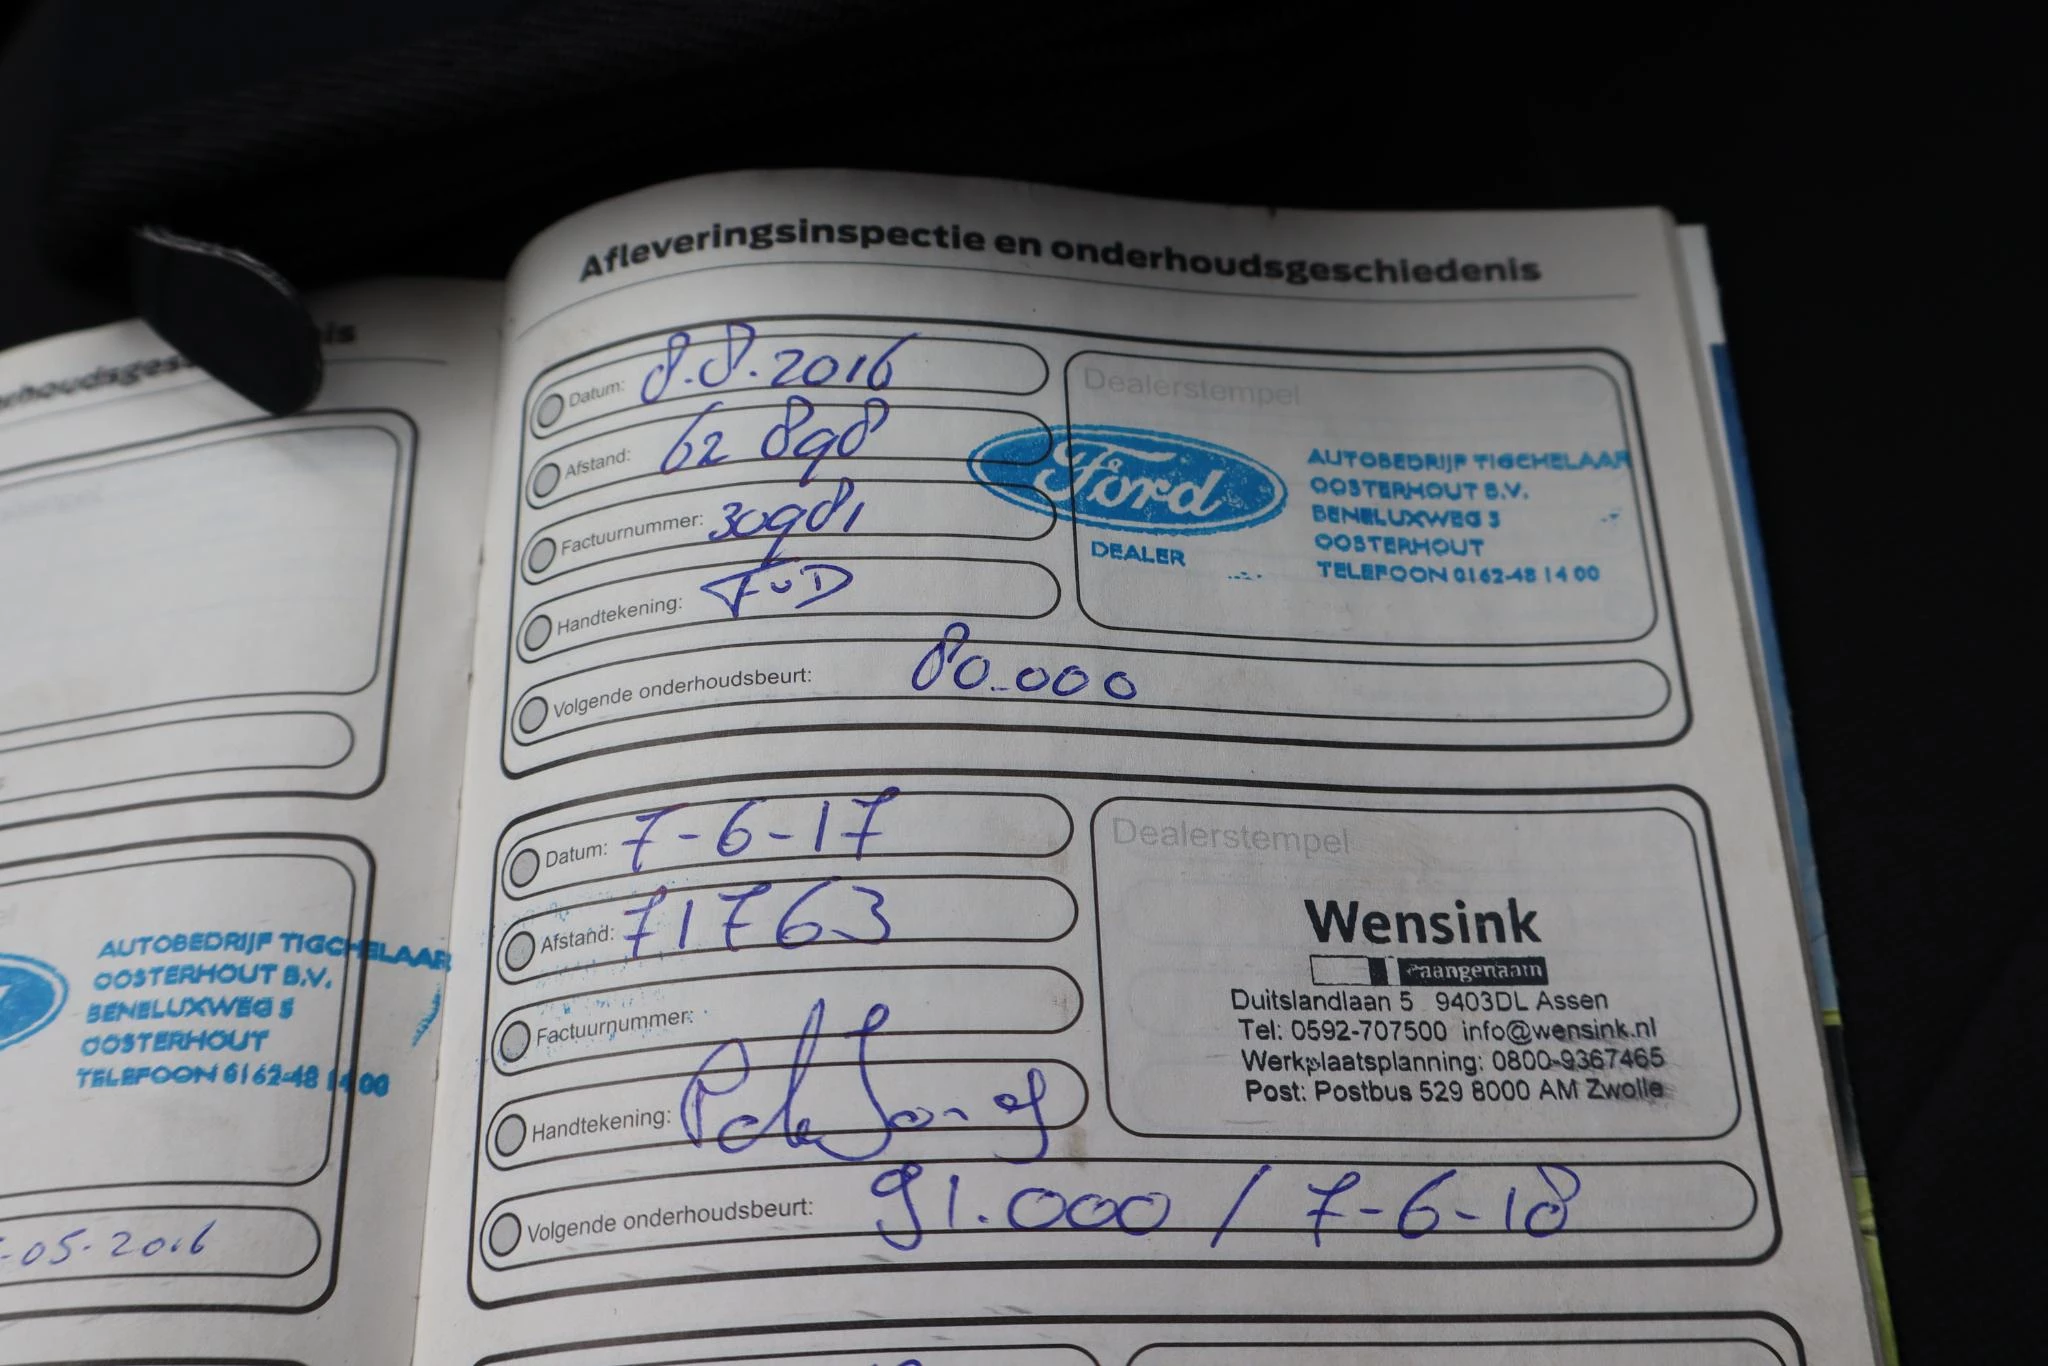 Afleveringsinspectie en onderhoudsgeschiedenis
Datum: 8.8.2016
Afstand: 62 898
Factuurnummer: 30981
Handtekening: FvD
Volgende onderhoudsbeurt: 80.000
Dealerstempel
Ford
DEALER
AUTOBEDRIJF TIGCHELAAR
OOSTERHOUT B.V.
BENELUXWEG 5
OOSTERHOUT
TELEFOON 0162-48 14 00
Datum: 7-6-17
Afstand: 71763
Factuurnummer:
Handtekening:
Volgende onderhoudsbeurt: 91.000 / 7-6-18
Dealerstempel
Wensink
aangenaam
Duitslandlaan 5 9403DL Assen
Tel: 0592-707500 info@wensink.nl
Werkplaatsplanning: 0800-9367465
Post: Postbus 529 8000 AM Zwolle
AUTOBEDRIJF TIGCHELAAR
OOSTERHOUT B.V.
BENELUXWEG 5
OOSTERHOUT
TELEFOON 0162-48 14 00
-05-2016